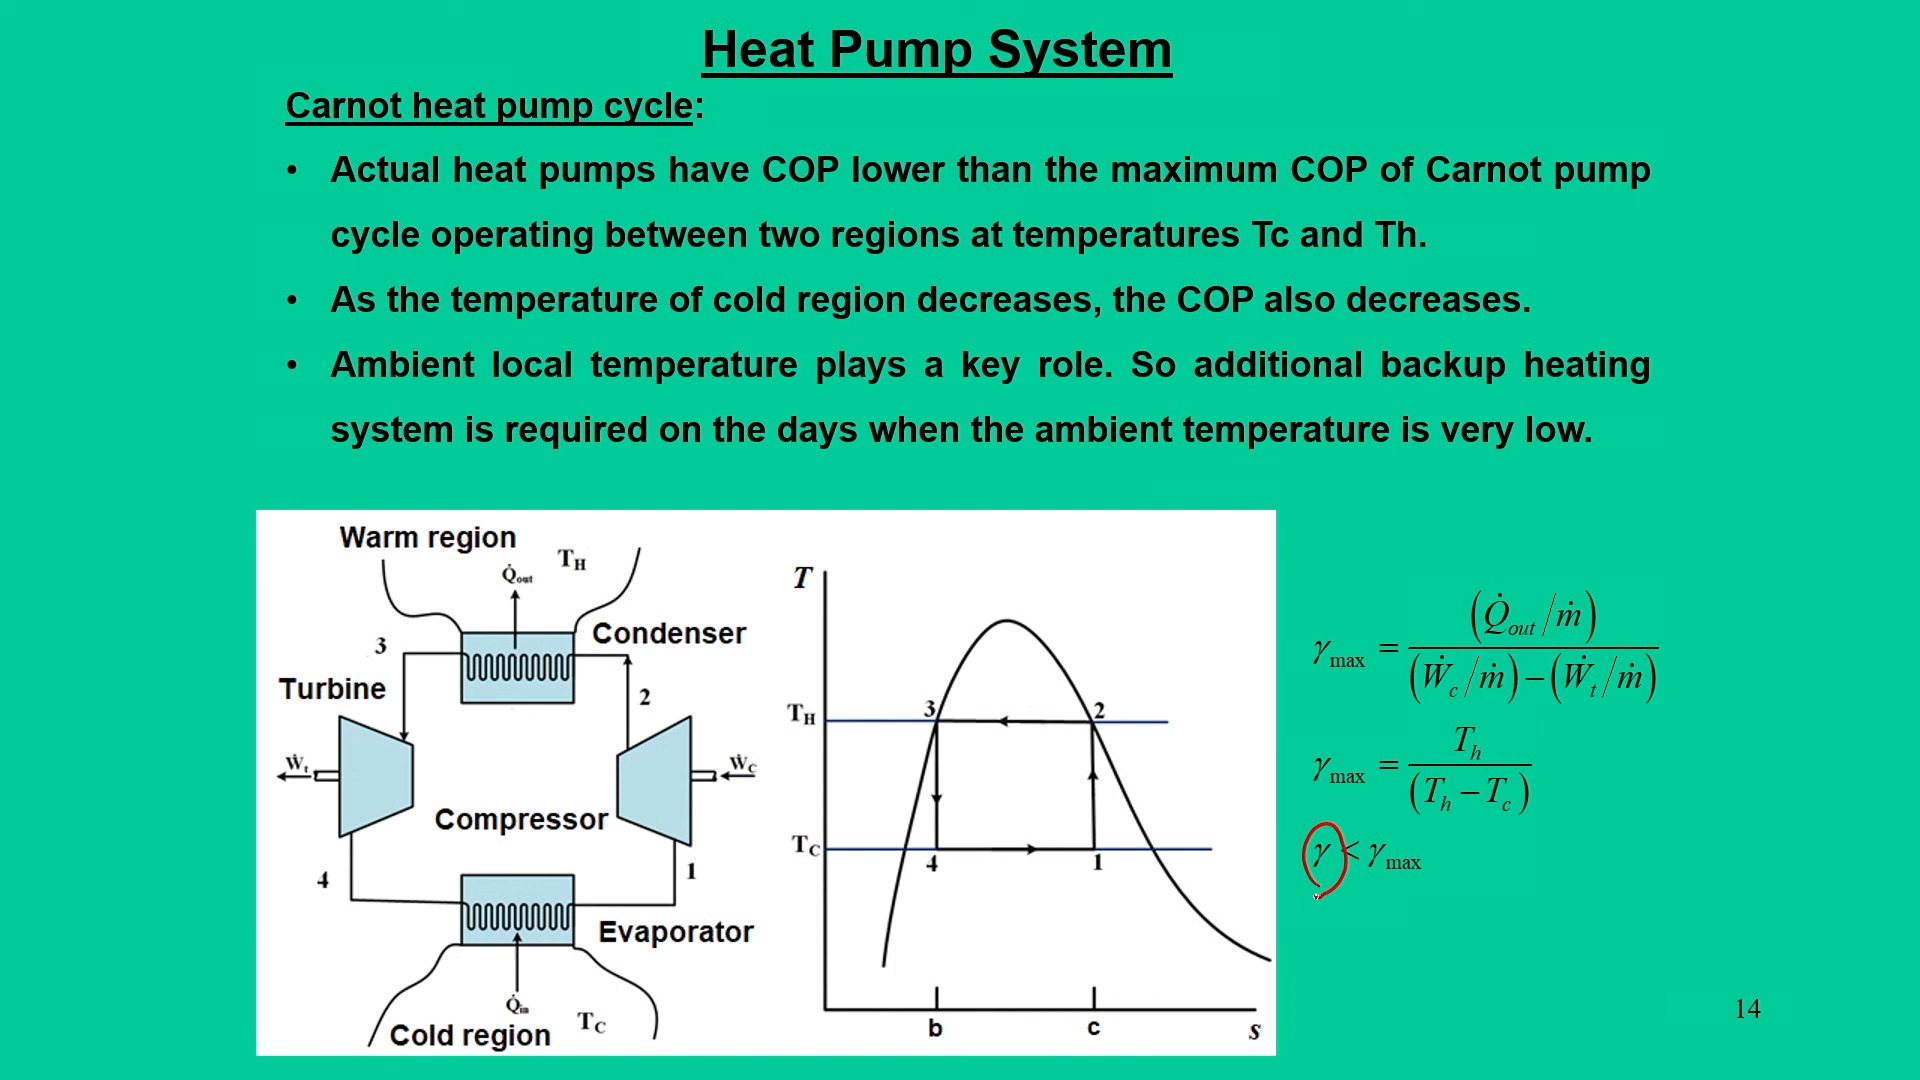 Heat Pump System
Carnot heat pump cycle:
• Actual heat pumps have COP lower than the maximum COP of Carnot pump
cycle operating between two regions at temperatures Tc and Th.
• As the temperature of cold region decreases, the COP also decreases.
• Ambient local temperature plays a key role. So additional backup heating
system is required on the days when the ambient temperature is very low.
Warm region
T_H
Q̇_out
Condenser
3
2
Turbine
Ẇ_t
Ẇ_C
Compressor
4
1
Evaporator
Q̇_in
Cold region
T_C
T
T_H
3
2
T_C
4
1
b
c
s
γ_max = (Q̇_out/ṁ) / ((Ẇ_c/ṁ) − (Ẇ_t/ṁ))
γ_max = T_h / (T_h − T_c)
γ < γ_max
14